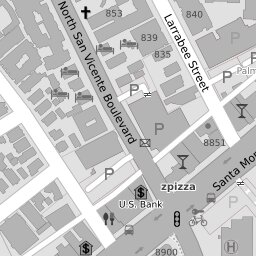 853
840
839
835
Larrabee Street
North San Vicente Boulevard
P
P
Palm
P
P
8851
P
zpizza
Santa Mon
U.S. Bank
$
P
$
8900
H